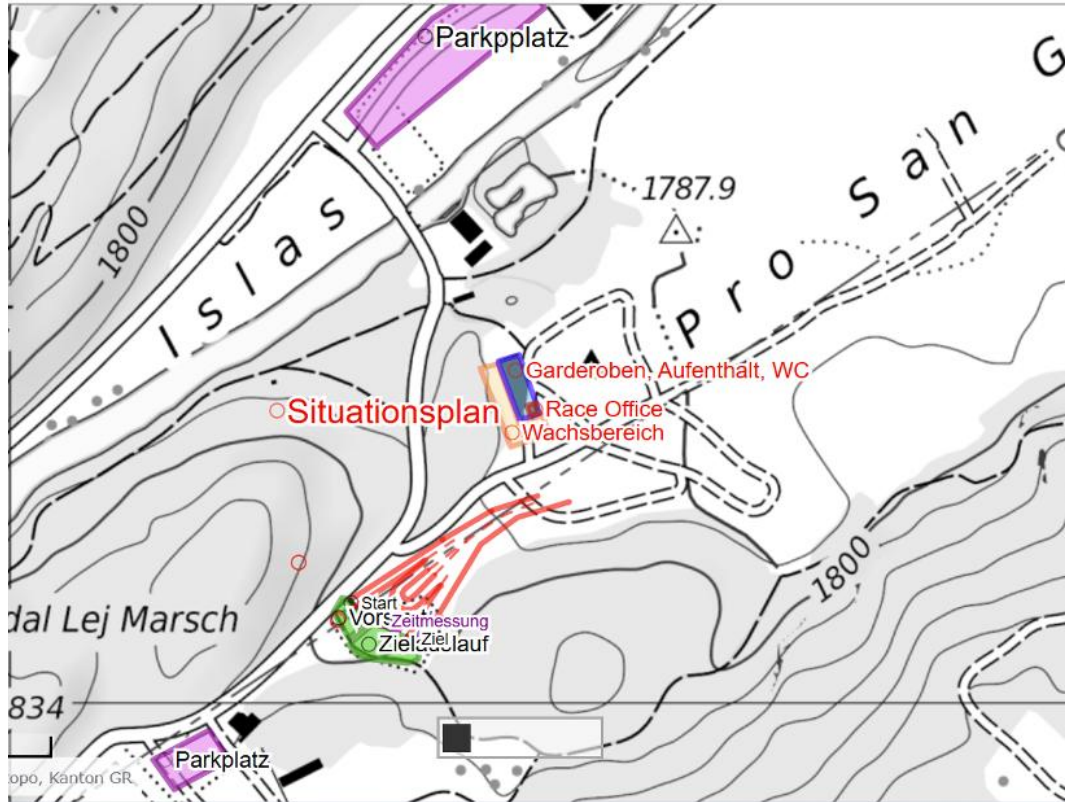 Parkpplatz
G
Pro San
1787.9
1800
Islas
Garderoben, Aufenthalt, WC
Situationsplan
Race Office
Wachsbereich
1800
dal Lej Marsch
Start
Zeitmessung
Ziel
Zielauslauf
834
Parkplatz
opo, Kanton GR